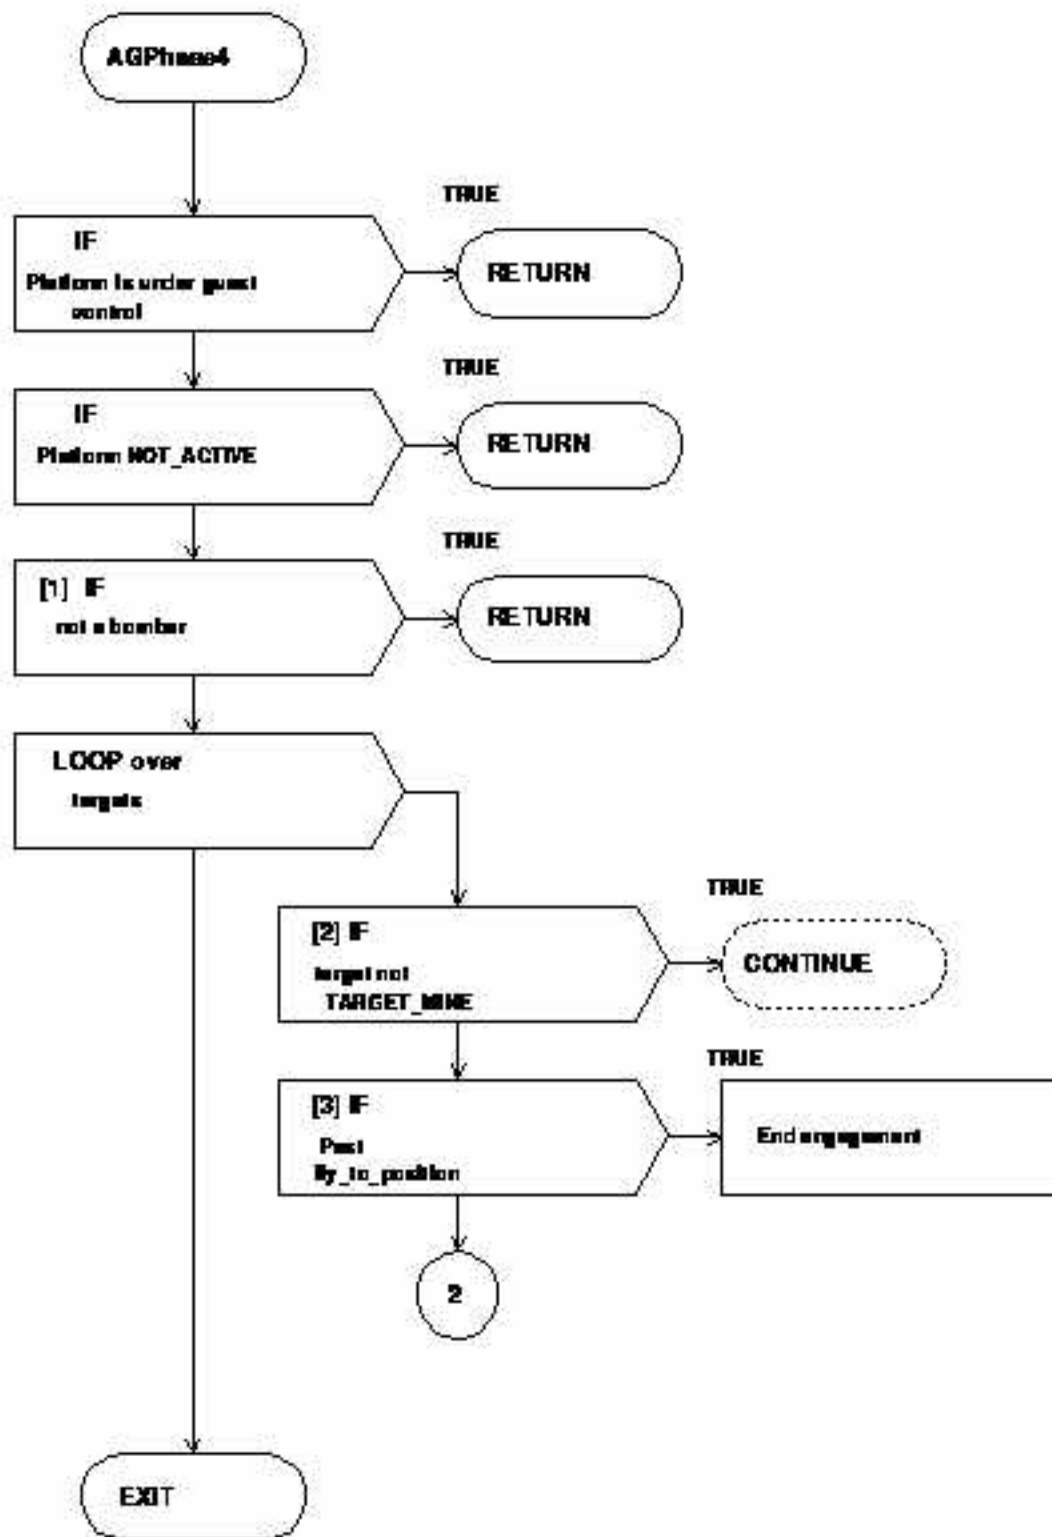 AGPhase4
TRUE
IF
Platform is under guest
control
RETURN
TRUE
IF
Platform NOT_ACTIVE
RETURN
TRUE
[1] IF
not a bomber
RETURN
LOOP over
targets
TRUE
[2] IF
target not
TARGET_MINE
CONTINUE
TRUE
[3] IF
Past
fly_to_position
End engagement
2
EXIT